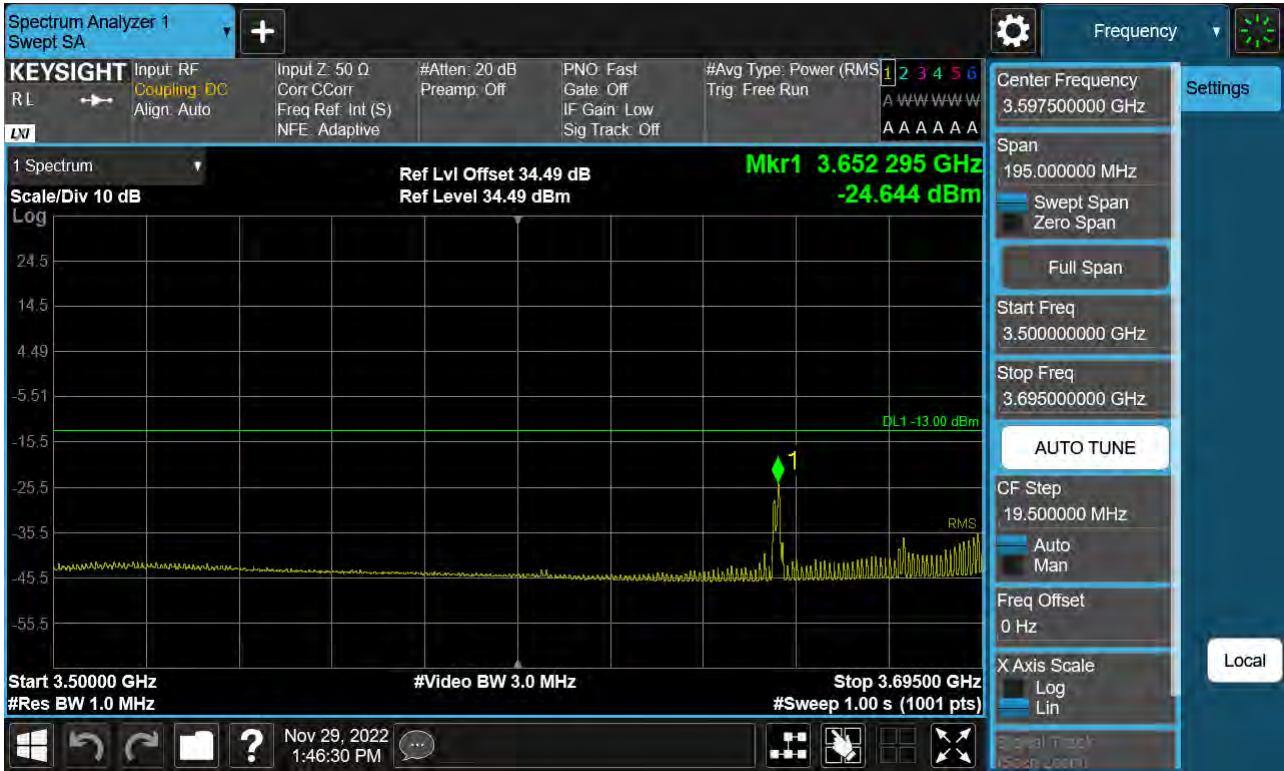 Spectrum Analyzer 1
Swept SA
+
Frequency
KEYSIGHT
RL
LXI
Input: RF
Coupling: DC
Align: Auto
Input Z: 50 Ω
Corr CCorr
Freq Ref: Int (S)
NFE: Adaptive
#Atten: 20 dB
Preamp: Off
PNO: Fast
Gate: Off
IF Gain: Low
Sig Track: Off
#Avg Type: Power (RMS
Trig: Free Run
1 2 3 4 5 6
A W W W W W
A A A A A A
1 Spectrum
Scale/Div 10 dB
Log
Ref Lvl Offset 34.49 dB
Ref Level 34.49 dBm
Mkr1 3.652 295 GHz
-24.644 dBm
24.5
14.5
4.49
-5.51
DL1 -13.00 dBm
-15.5
1
-25.5
-35.5
RMS
-45.5
-55.5
Start 3.50000 GHz
#Res BW 1.0 MHz
#Video BW 3.0 MHz
Stop 3.69500 GHz
#Sweep 1.00 s (1001 pts)
Center Frequency
3.597500000 GHz
Settings
Span
195.000000 MHz
Swept Span
Zero Span
Full Span
Start Freq
3.500000000 GHz
Stop Freq
3.695000000 GHz
AUTO TUNE
CF Step
19.500000 MHz
Auto
Man
Freq Offset
0 Hz
X Axis Scale
Log
Lin
Signal Track
(Span Zoom)
Local
?
Nov 29, 2022
1:46:30 PM